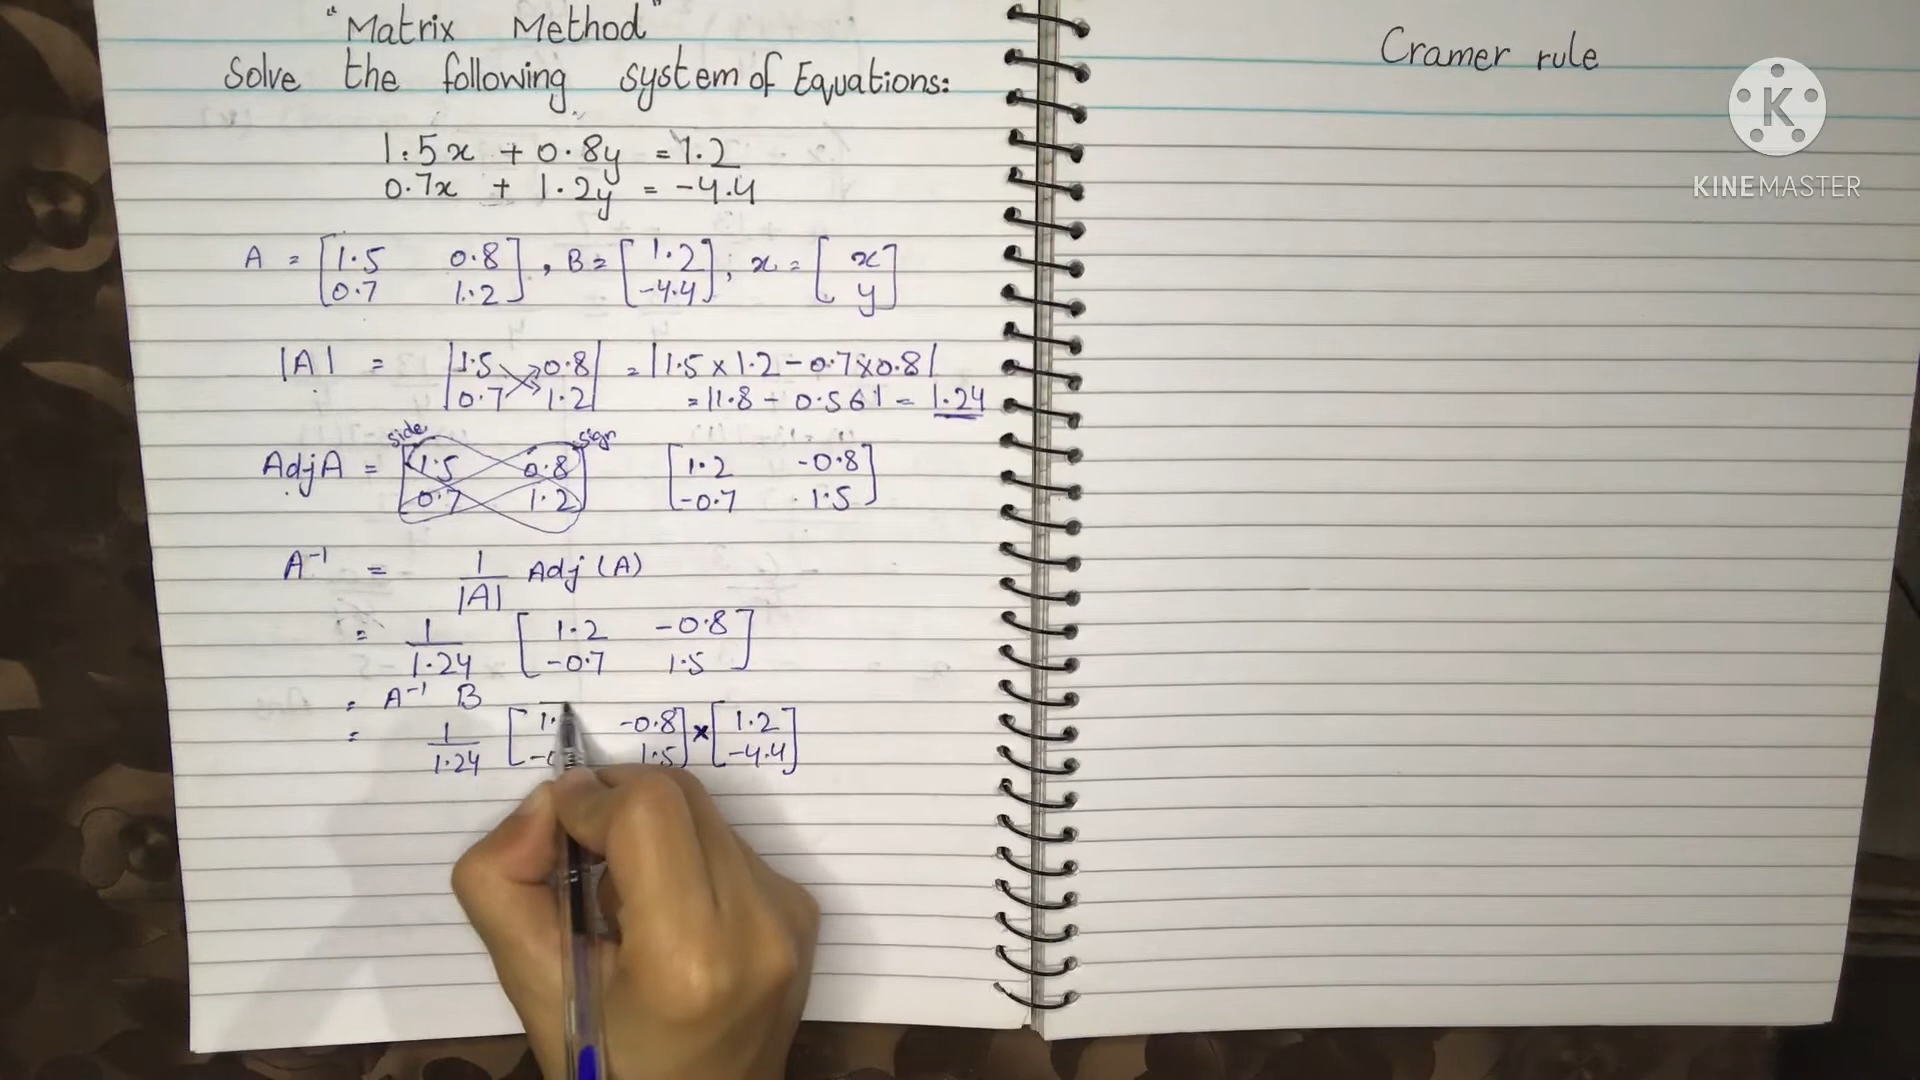 "Matrix Method"
Solve the following system of Equations:
1.5x + 0.8y = 1.2
0.7x + 1.2y = -4.4
A = [1.5 0.8], B = [1.2]; x = [x]
[0.7 1.2] [-4.4] [y]
|A| = |1.5 0.8| = |1.5 x 1.2 - 0.7 x 0.8|
|0.7 1.2| = |1.8 - 0.56| = 1.24
side sign
AdjA = [1.5 0.8] [1.2 -0.8]
[0.7 1.2] [-0.7 1.5]
A⁻¹ = 1/|A| Adj (A)
= 1/1.24 [1.2 -0.8]
[-0.7 1.5]
= A⁻¹ B
= 1/1.24 [1. -0.8] x [1.2]
[-0 1.5] [-4.4]
Cramer rule
K
KINEMASTER